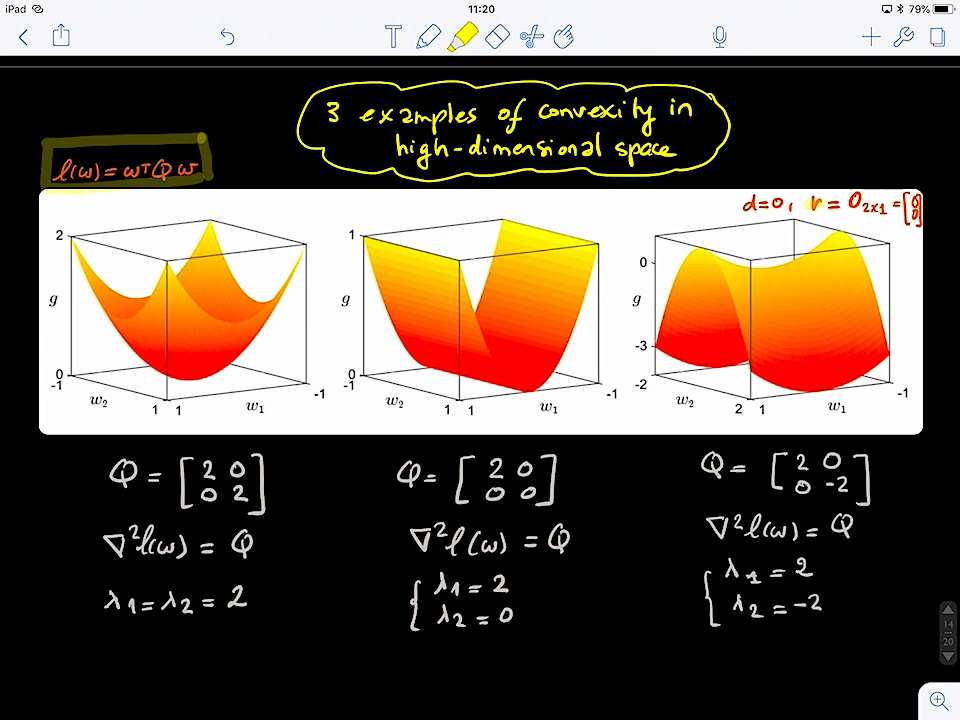 iPad 11:20 79%
T
3 examples of convexity in
high-dimensional space
l(w) = wᵀQ w
d=0, r = 0₂ₓ₁ = [0 0]
2 g 0 -1 w₂ 1 1 w₁ -1
1 g 0 -1 w₂ 1 1 w₁ -1
0 g -3 -2 w₂ 2 1 w₁ -1
Q = [2 0
0 2]
∇²l(w) = Q
λ₁ = λ₂ = 2
Q = [2 0
0 0]
∇²l(w) = Q
{ λ₁ = 2
λ₂ = 0
Q = [2 0
0 -2]
∇²l(w) = Q
{ λ₁ = 2
λ₂ = -2
14
20